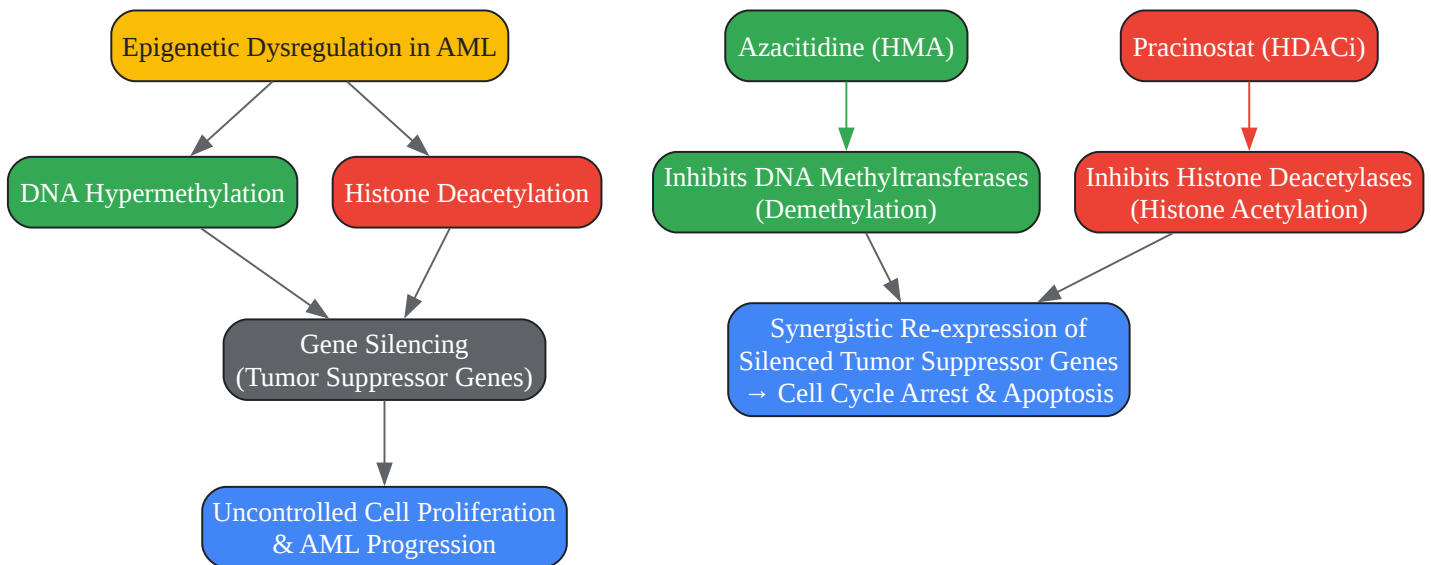 Epigenetic Dysregulation in AML
Azacitidine (HMA)
Pracinostat (HDACi)
DNA Hypermethylation
Histone Deacetylation
Inhibits DNA Methyltransferases
(Demethylation)
Inhibits Histone Deacetylases
(Histone Acetylation)
Gene Silencing
(Tumor Suppressor Genes)
Synergistic Re-expression of
Silenced Tumor Suppressor Genes
→ Cell Cycle Arrest & Apoptosis
Uncontrolled Cell Proliferation
& AML Progression